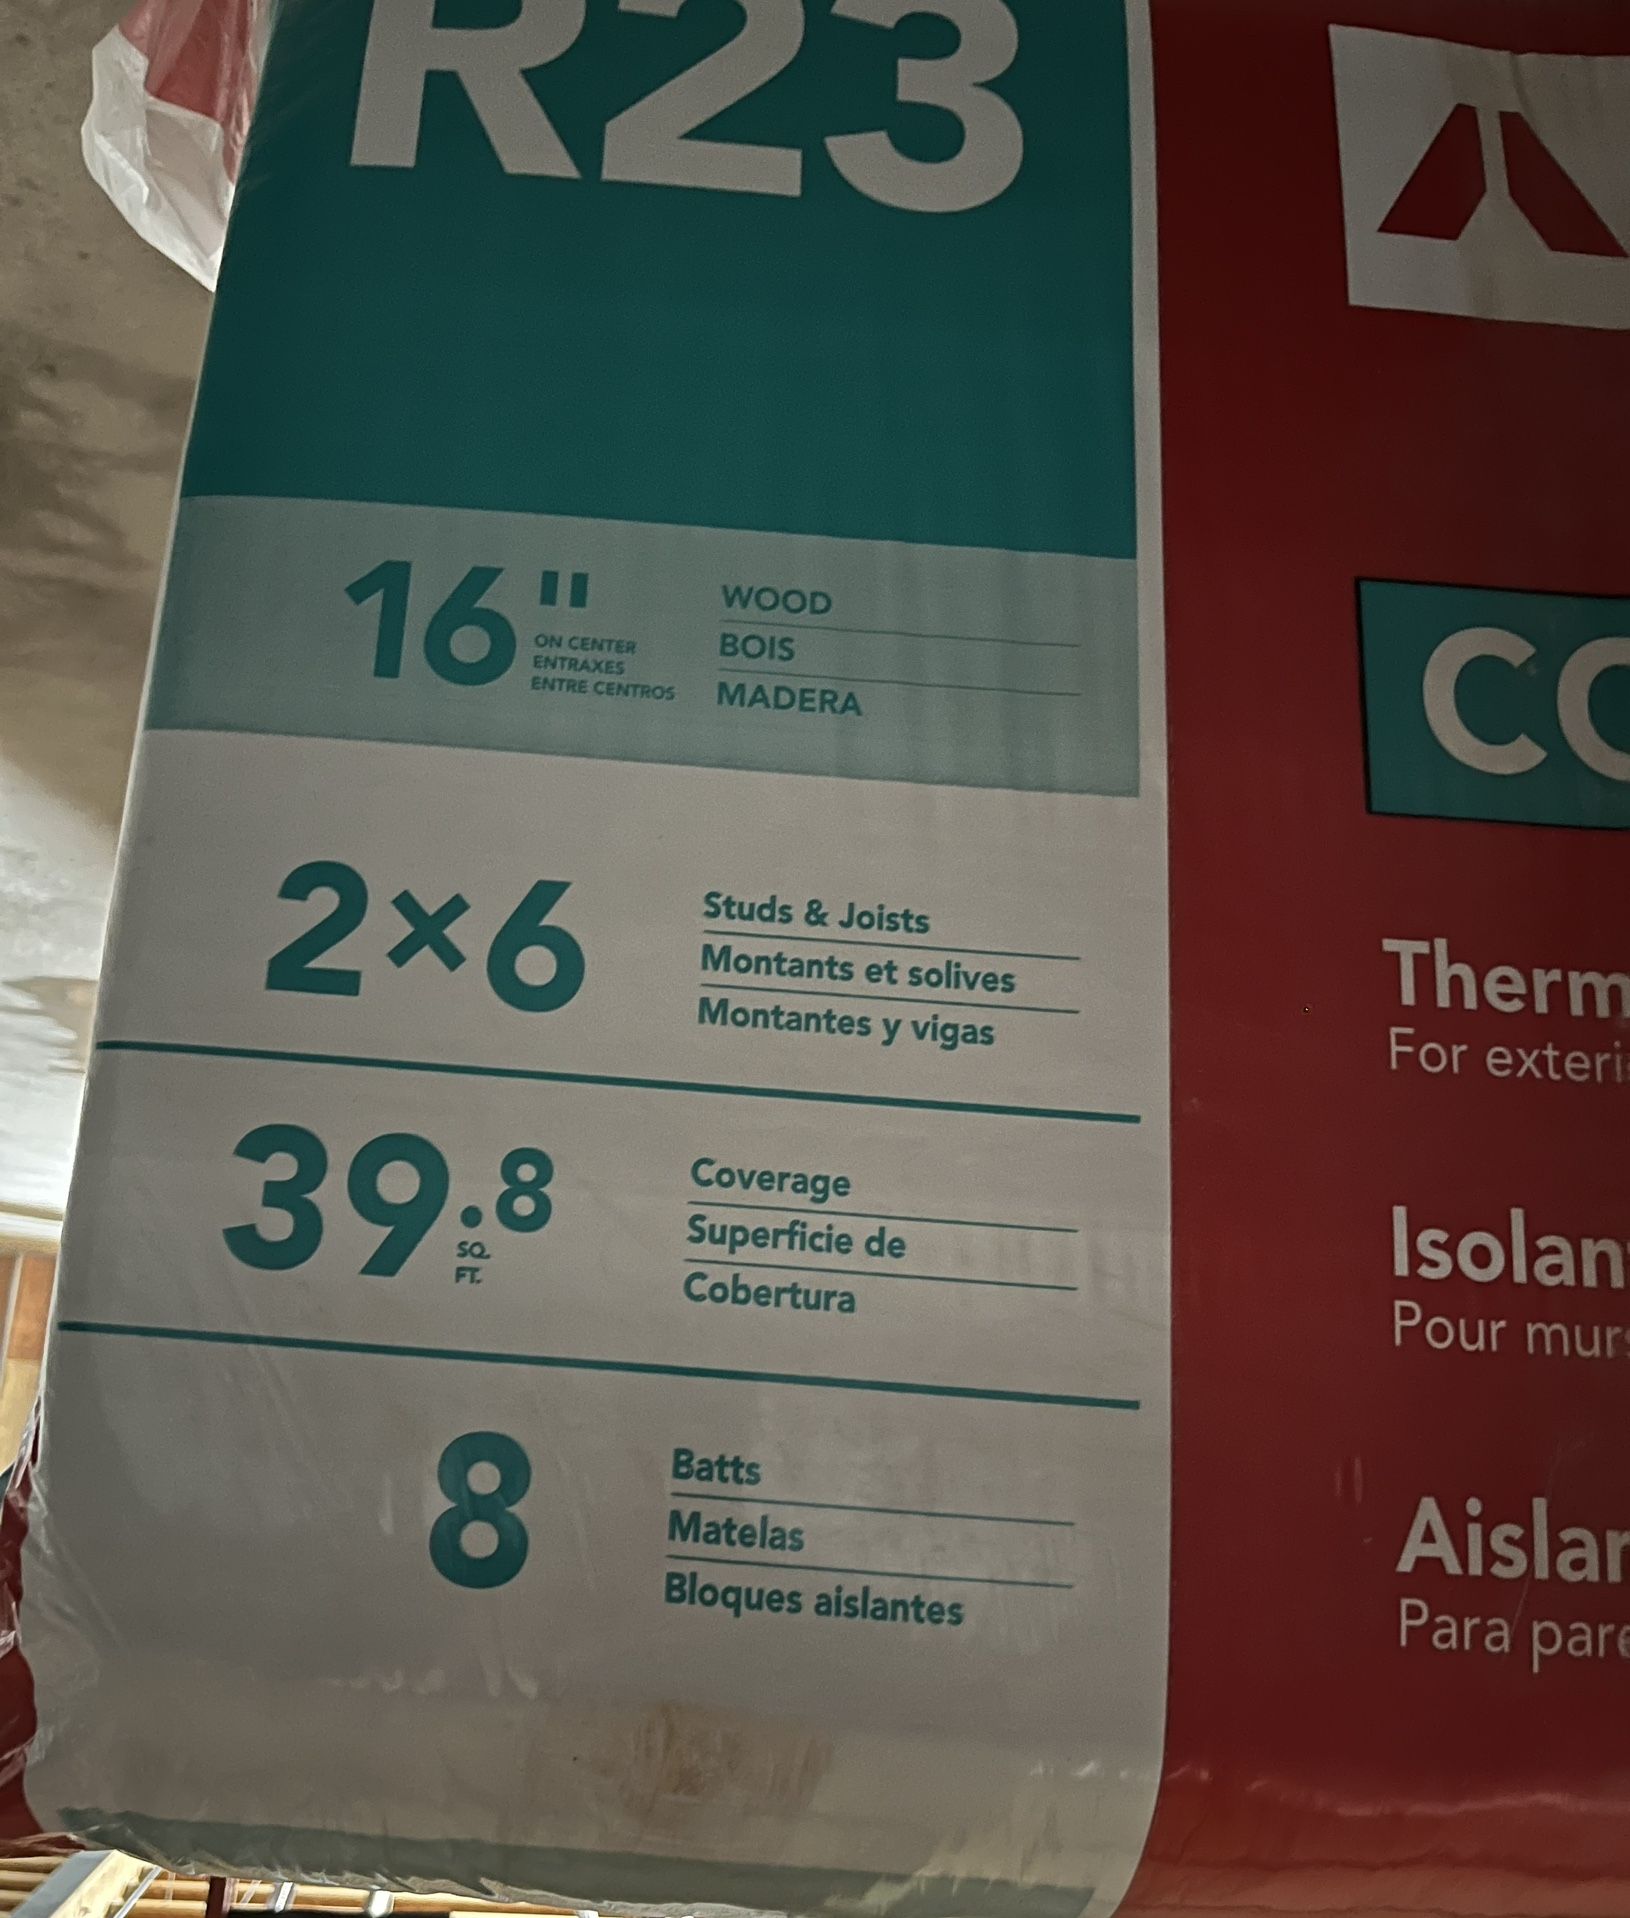 R23
16"
ON CENTER
ENTRAXES
ENTRE CENTROS
WOOD
BOIS
MADERA
2×6
Studs & Joists
Montants et solives
Montantes y vigas
39.8
SQ.
FT.
Coverage
Superficie de
Cobertura
8
Batts
Matelas
Bloques aislantes
Therm
For exteri
Isolan
Pour murs
Aislan
Para pare